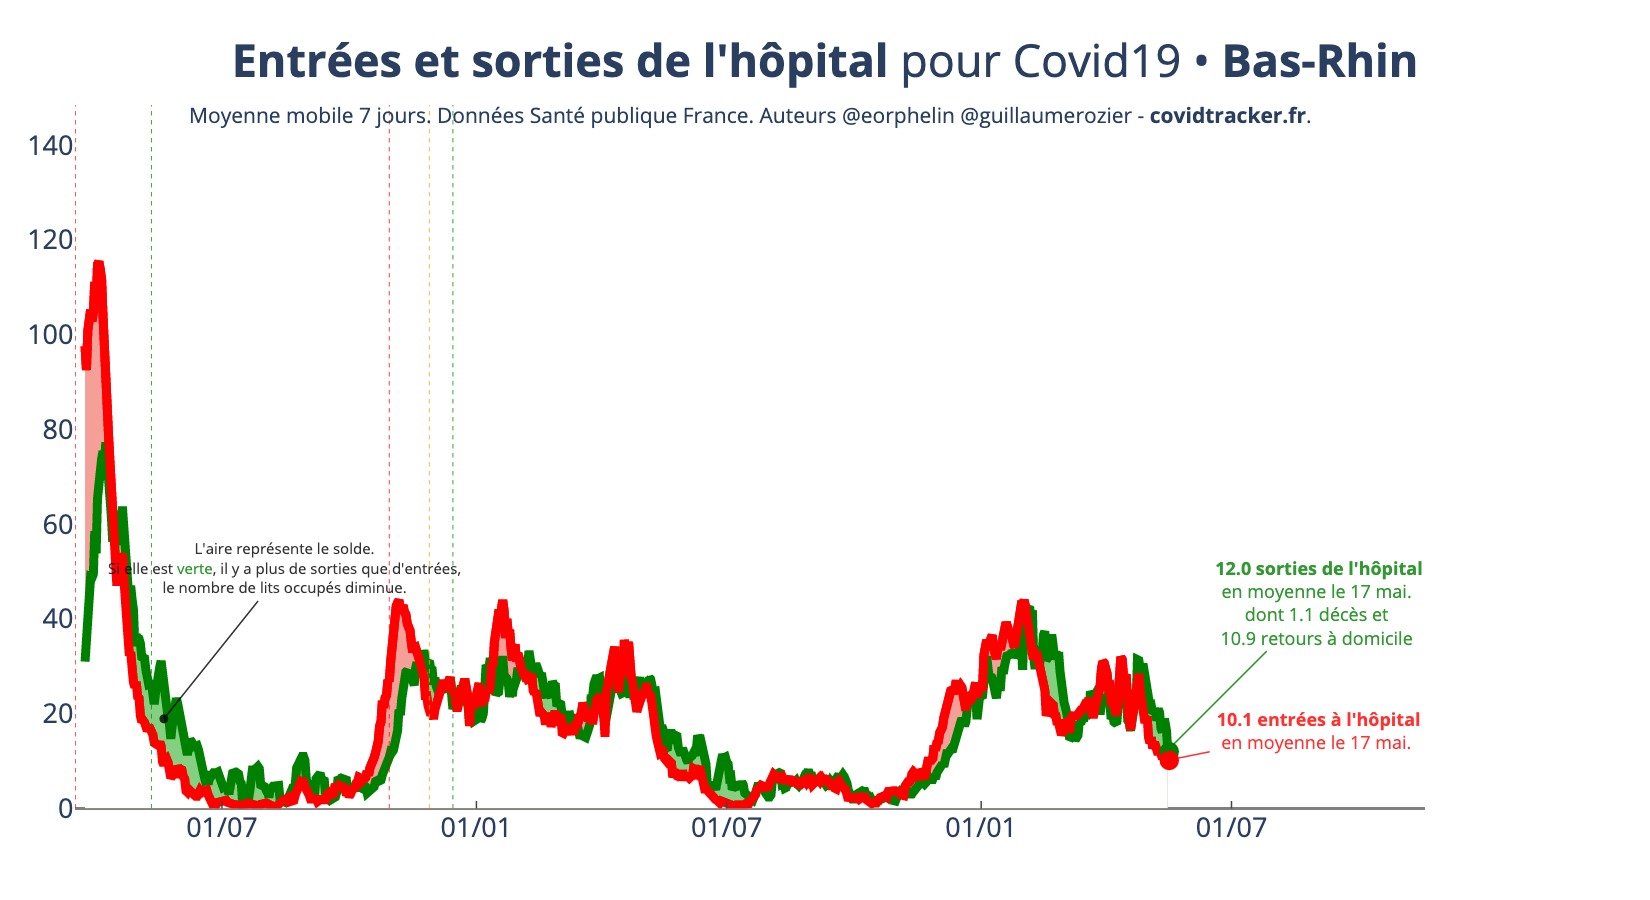 Entrées et sorties de l'hôpital pour Covid19 • Bas-Rhin
Moyenne mobile 7 jours. Données Santé publique France. Auteurs @eorphelin @guillaumerozier - covidtracker.fr.
140
120
100
80
60
40
20
0
L'aire représente le solde.
Si elle est verte, il y a plus de sorties que d'entrées,
le nombre de lits occupés diminue.
12.0 sorties de l'hôpital
en moyenne le 17 mai.
dont 1.1 décès et
10.9 retours à domicile
10.1 entrées à l'hôpital
en moyenne le 17 mai.
01/07
01/01
01/07
01/01
01/07